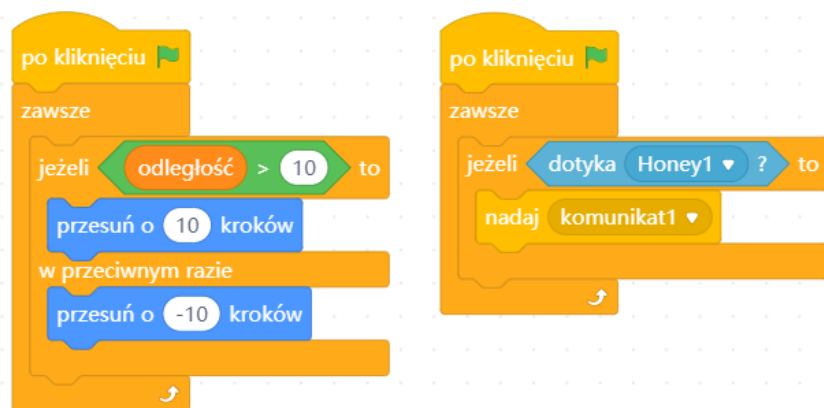 po kliknięciu
zawsze
jeżeli odległość > 10 to
przesuń o 10 kroków
w przeciwnym razie
przesuń o -10 kroków
po kliknięciu
zawsze
jeżeli dotyka Honey1 ? to
nadaj komunikat1